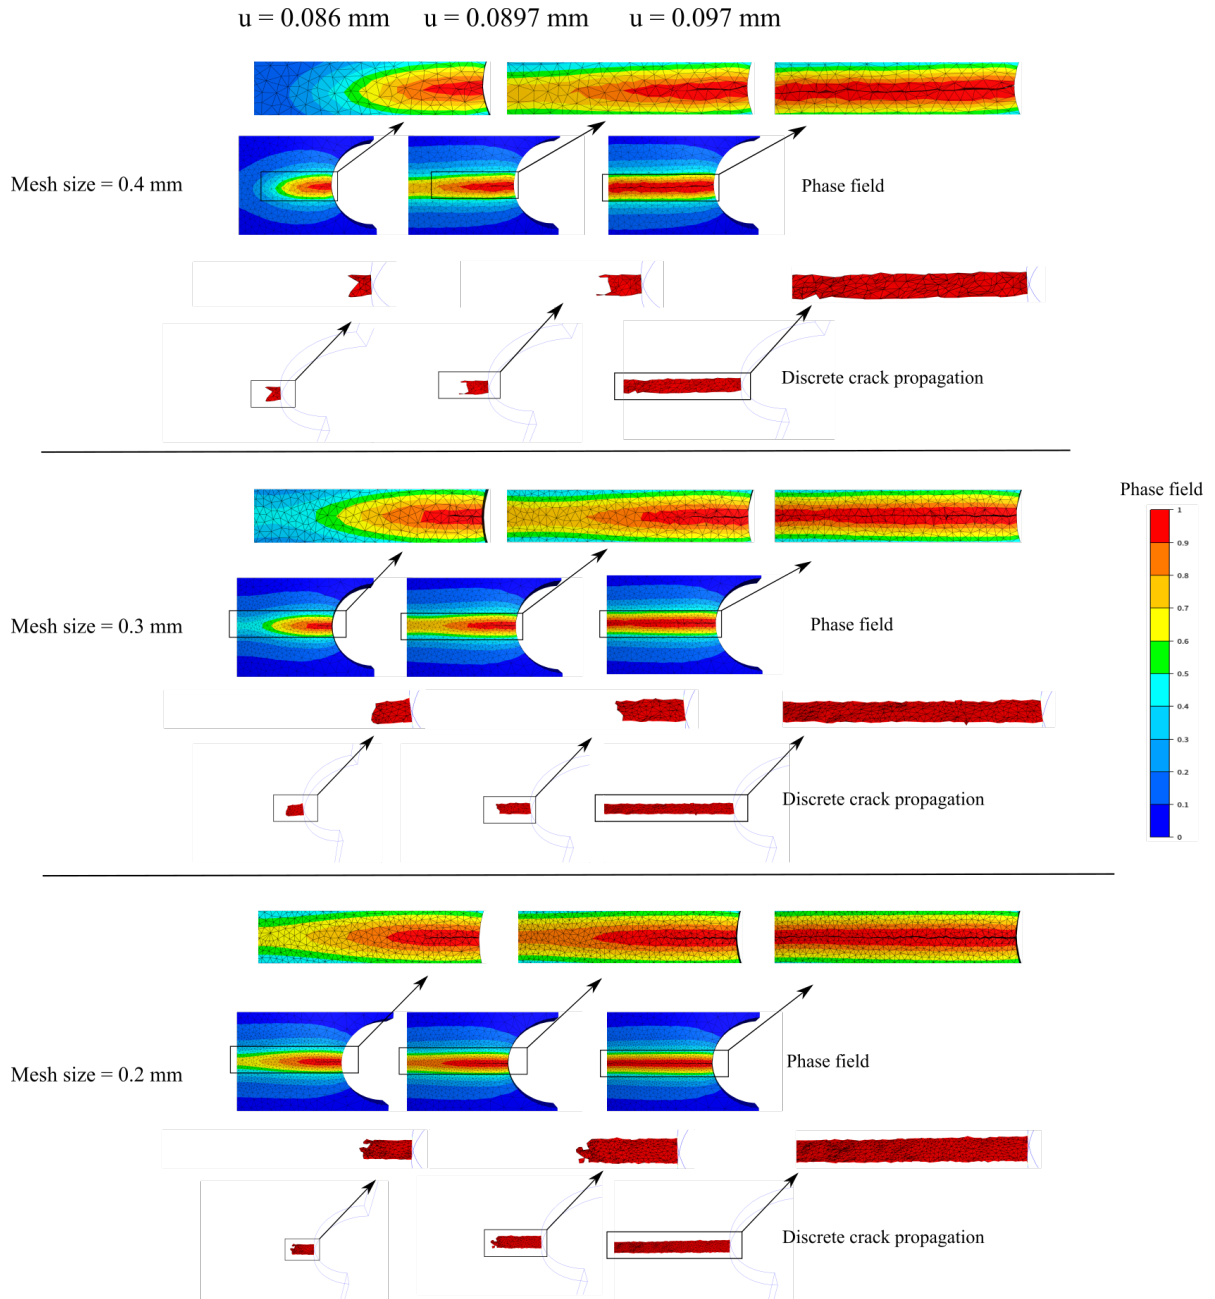 u = 0.086 mm
u = 0.0897 mm
u = 0.097 mm
Mesh size = 0.4 mm
Phase field
Discrete crack propagation
Phase field
1
0.9
0.8
0.7
0.6
0.5
0.4
0.3
0.2
0.1
0
Mesh size = 0.3 mm
Phase field
Discrete crack propagation
Mesh size = 0.2 mm
Phase field
Discrete crack propagation